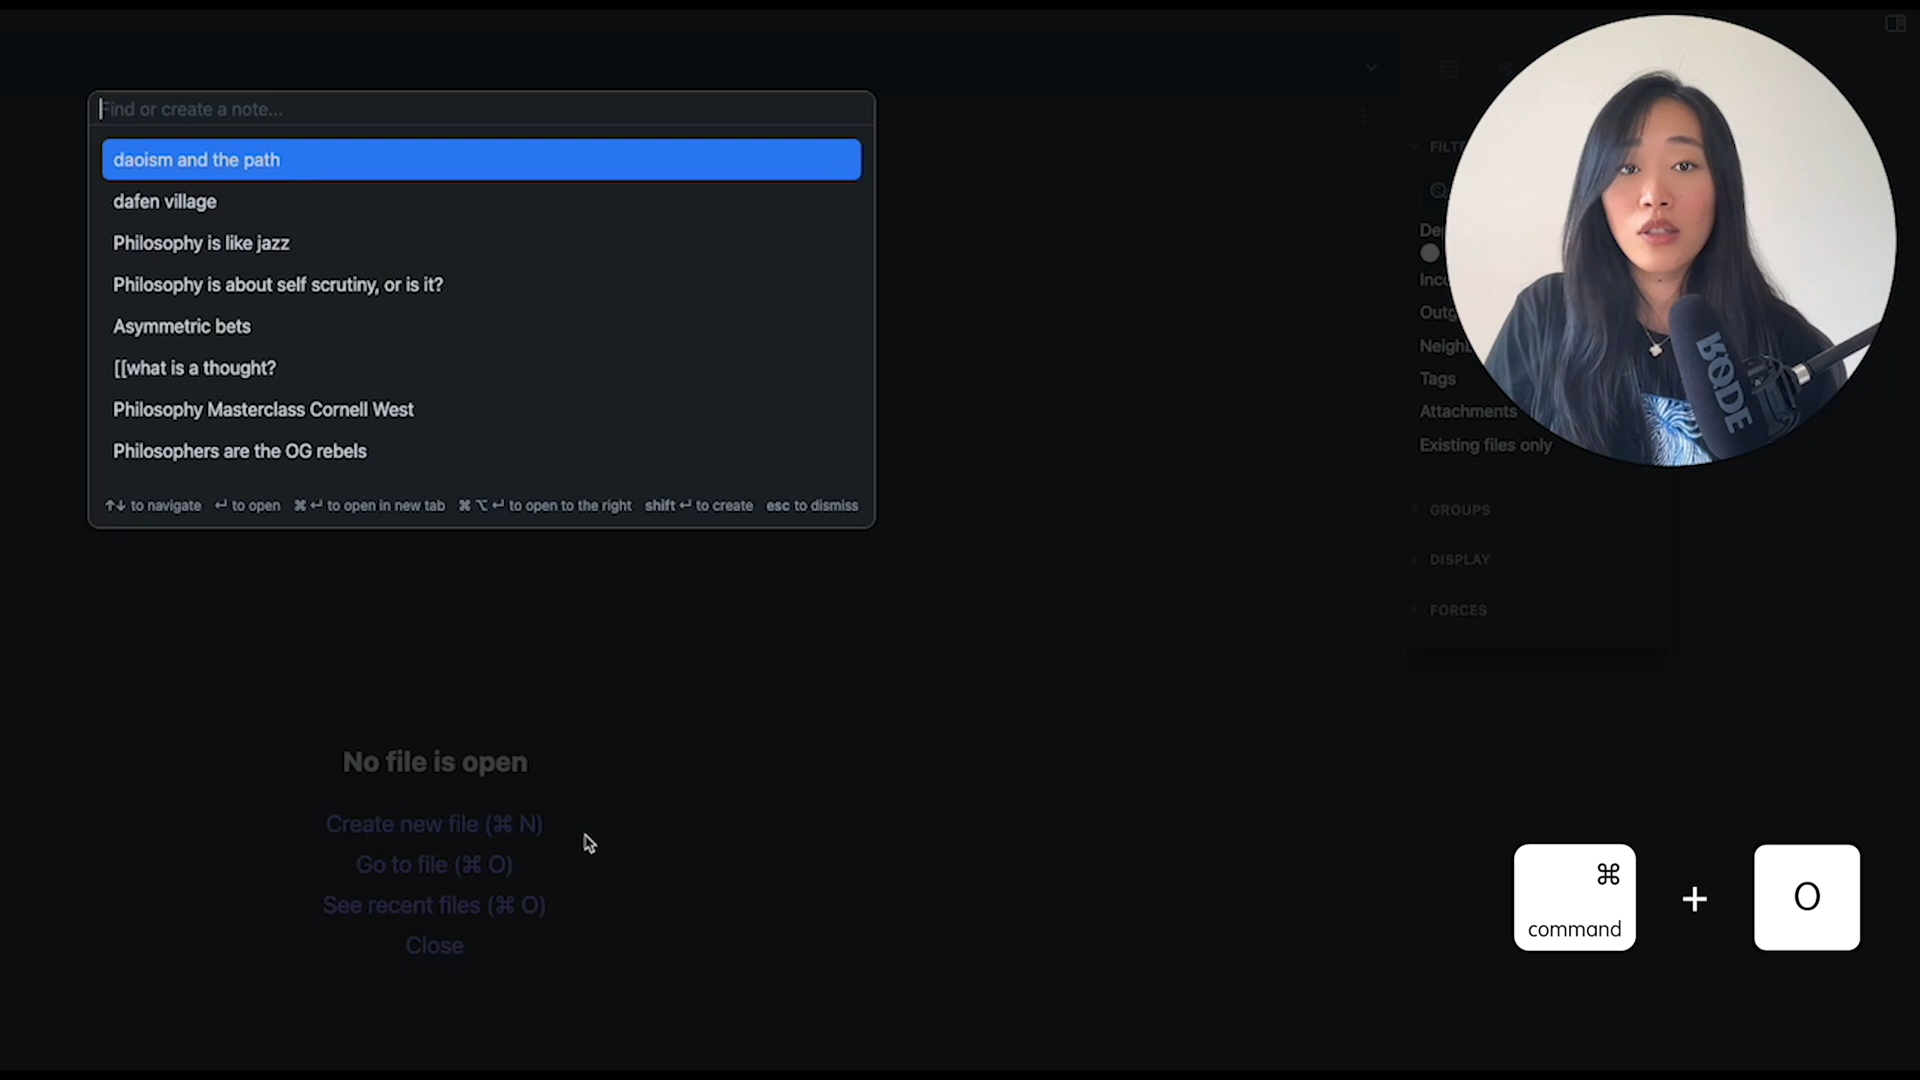 Find or create a note...
daoism and the path
dafen village
Philosophy is like jazz
Philosophy is about self scrutiny, or is it?
Asymmetric bets
[[what is a thought?
Philosophy Masterclass Cornell West
Philosophers are the OG rebels
↑↓ to navigate ↵ to open ⌘ ↵ to open in new tab ⌘ ⌥ ↵ to open to the right shift ↵ to create esc to dismiss
Tags
Attachments
Existing files only
GROUPS
DISPLAY
FORCES
RØDE
No file is open
Create new file (⌘ N)
Go to file (⌘ O)
See recent files (⌘ O)
Close
⌘
command
+
O